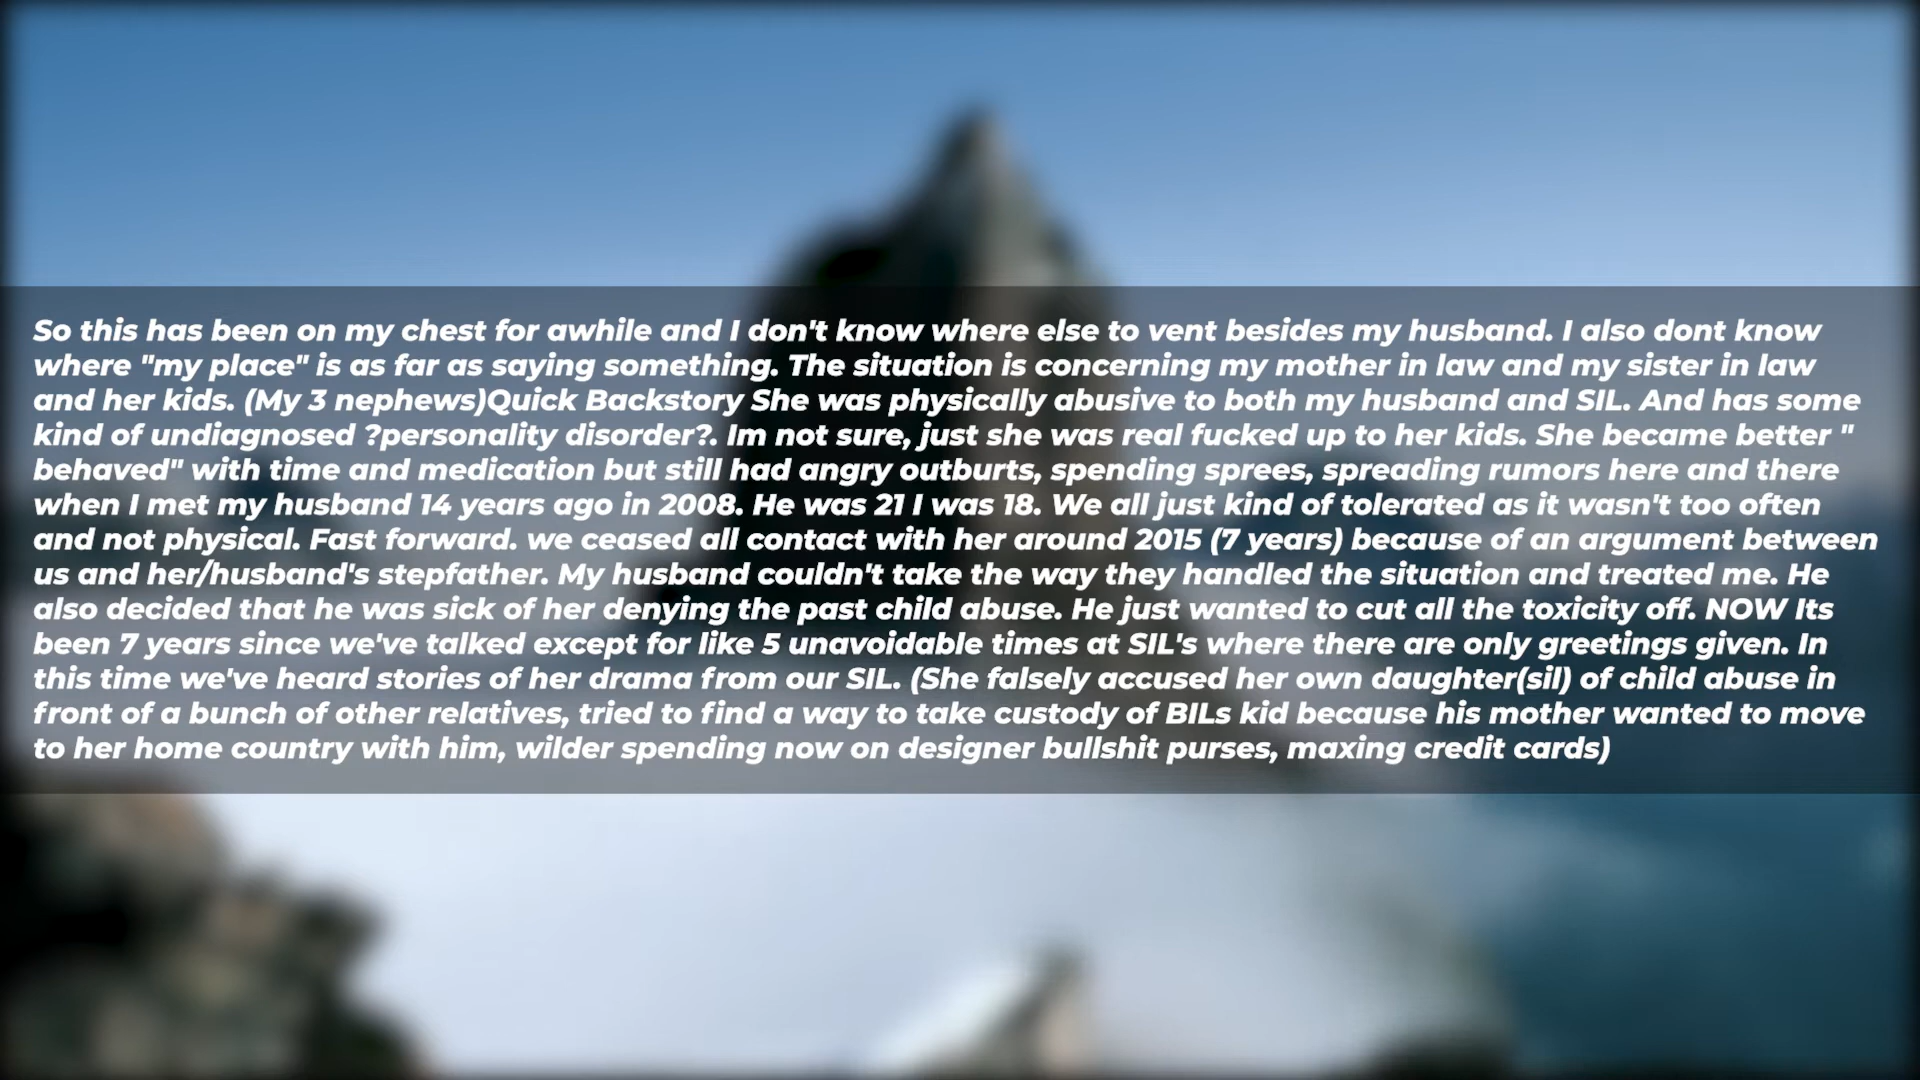 So this has been on my chest for awhile and I don't know where else to vent besides my husband. I also dont know
where "my place" is as far as saying something. The situation is concerning my mother in law and my sister in law
and her kids. (My 3 nephews)Quick Backstory She was physically abusive to both my husband and SIL. And has some
kind of undiagnosed ?personality disorder?. Im not sure, just she was real fucked up to her kids. She became better "
behaved" with time and medication but still had angry outburts, spending sprees, spreading rumors here and there
when I met my husband 14 years ago in 2008. He was 21 I was 18. We all just kind of tolerated as it wasn't too often
and not physical. Fast forward. we ceased all contact with her around 2015 (7 years) because of an argument between
us and her/husband's stepfather. My husband couldn't take the way they handled the situation and treated me. He
also decided that he was sick of her denying the past child abuse. He just wanted to cut all the toxicity off. NOW Its
been 7 years since we've talked except for like 5 unavoidable times at SIL's where there are only greetings given. In
this time we've heard stories of her drama from our SIL. (She falsely accused her own daughter(sil) of child abuse in
front of a bunch of other relatives, tried to find a way to take custody of BILs kid because his mother wanted to move
to her home country with him, wilder spending now on designer bullshit purses, maxing credit cards)